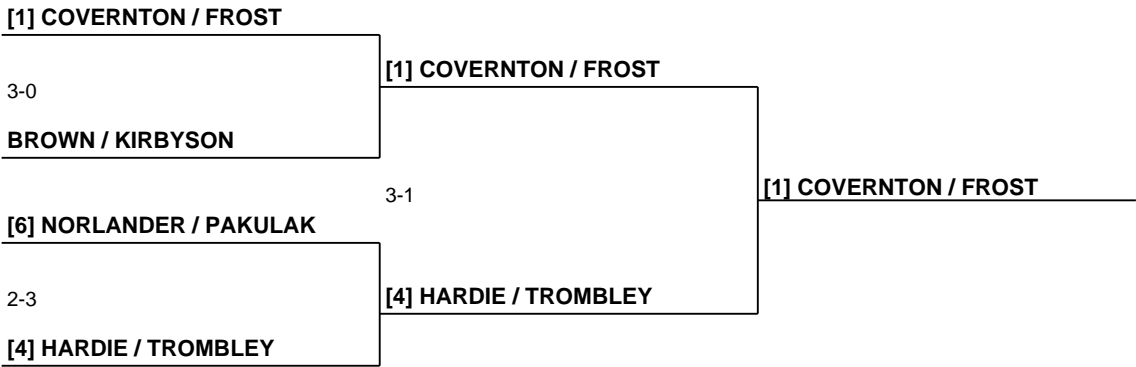 [1] COVERNTON / FROST
[1] COVERNTON / FROST
3-0
BROWN / KIRBYSON
[1] COVERNTON / FROST
3-1
[6] NORLANDER / PAKULAK
[4] HARDIE / TROMBLEY
2-3
[4] HARDIE / TROMBLEY